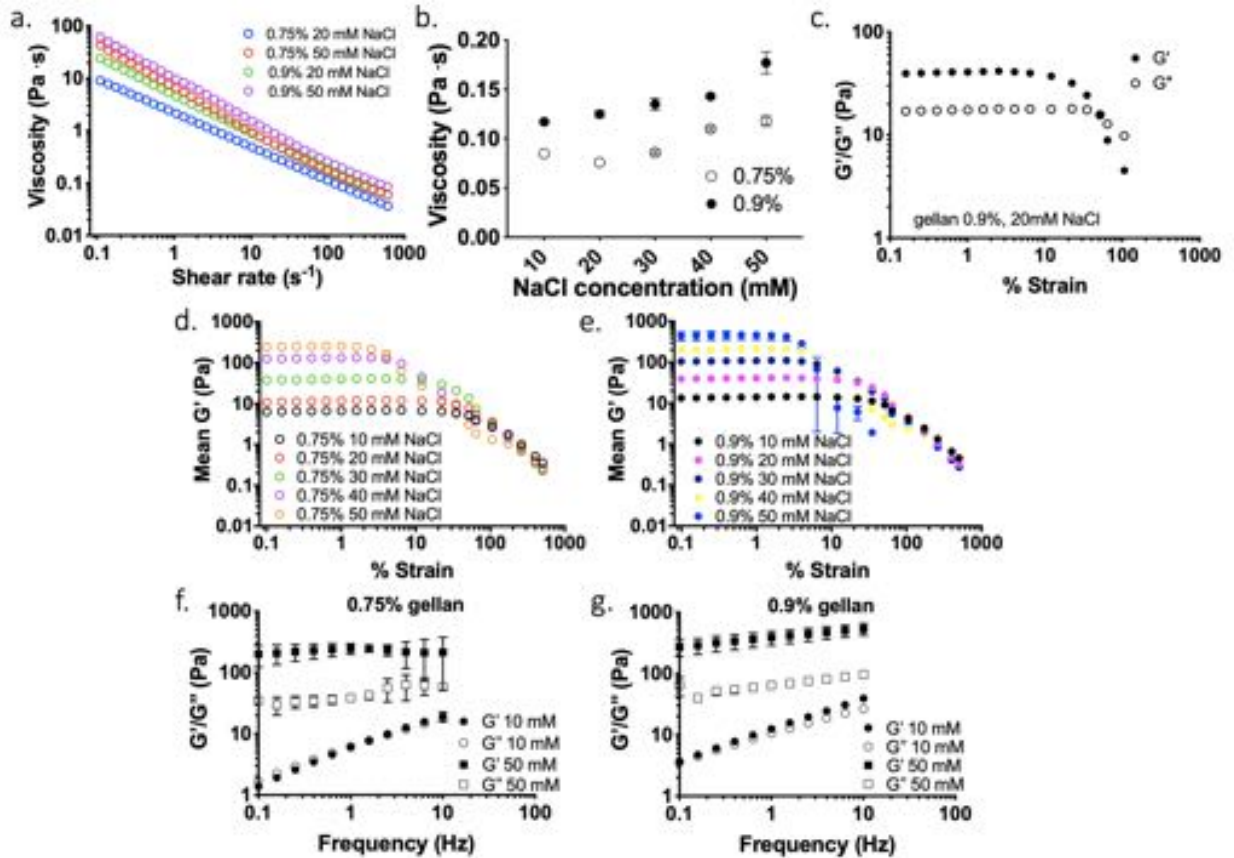 a.
Viscosity (Pa ·s)
100
10
1
0.1
0.01
0.1 1 10 100 1000
Shear rate (s⁻¹)
0.75% 20 mM NaCl
0.75% 50 mM NaCl
0.9% 20 mM NaCl
0.9% 50 mM NaCl
b.
Viscosity (Pa ·s)
0.20
0.15
0.10
0.05
0.00
0.75%
0.9%
10 20 30 40 50
NaCl concentration (mM)
c.
G'/G'' (Pa)
100
10
1
G'
G"
gellan 0.9%, 20mM NaCl
0.1 1 10 100 1000
% Strain
d.
Mean G' (Pa)
1000
100
10
1
0.1
0.01
0.75% 10 mM NaCl
0.75% 20 mM NaCl
0.75% 30 mM NaCl
0.75% 40 mM NaCl
0.75% 50 mM NaCl
0.1 1 10 100 1000
% Strain
e.
Mean G' (Pa)
1000
100
10
1
0.1
0.01
0.9% 10 mM NaCl
0.9% 20 mM NaCl
0.9% 30 mM NaCl
0.9% 40 mM NaCl
0.9% 50 mM NaCl
0.1 1 10 100 1000
% Strain
f.
0.75% gellan
G'/G'' (Pa)
1000
100
10
1
G' 10 mM
G" 10 mM
G' 50 mM
G" 50 mM
0.1 1 10 100
Frequency (Hz)
g.
0.9% gellan
G'/G'' (Pa)
1000
100
10
1
G' 10 mM
G" 10 mM
G' 50 mM
G" 50 mM
0.1 1 10 100
Frequency (Hz)